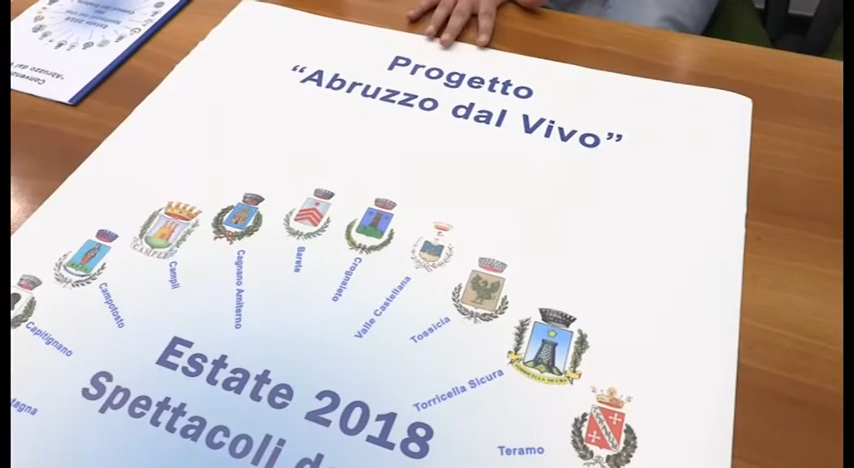 Progetto
“Abruzzo dal Vivo”
Capitignano
Campotosto
Campli
Cagnano Amiterno
Barete
Crognaleto
Valle Castellana
Tossicia
Torricella Sicura
Teramo
Estate 2018
Spettacoli